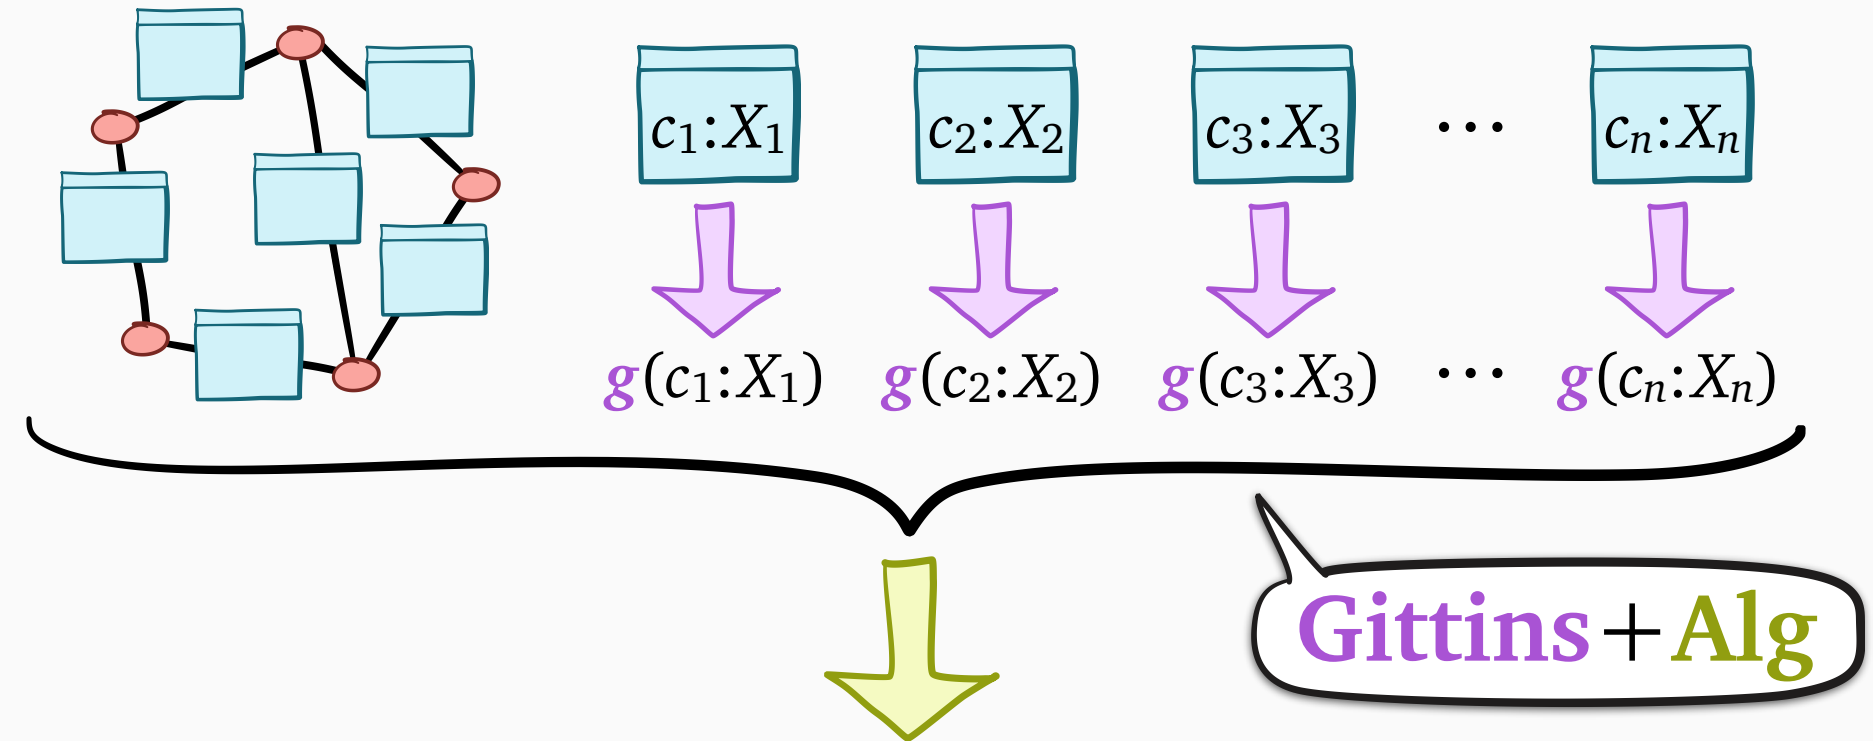 c₁:X₁ c₂:X₂ c₃:X₃ ··· cₙ:Xₙ
g(c₁:X₁) g(c₂:X₂) g(c₃:X₃) ··· g(cₙ:Xₙ)
Gittins+Alg